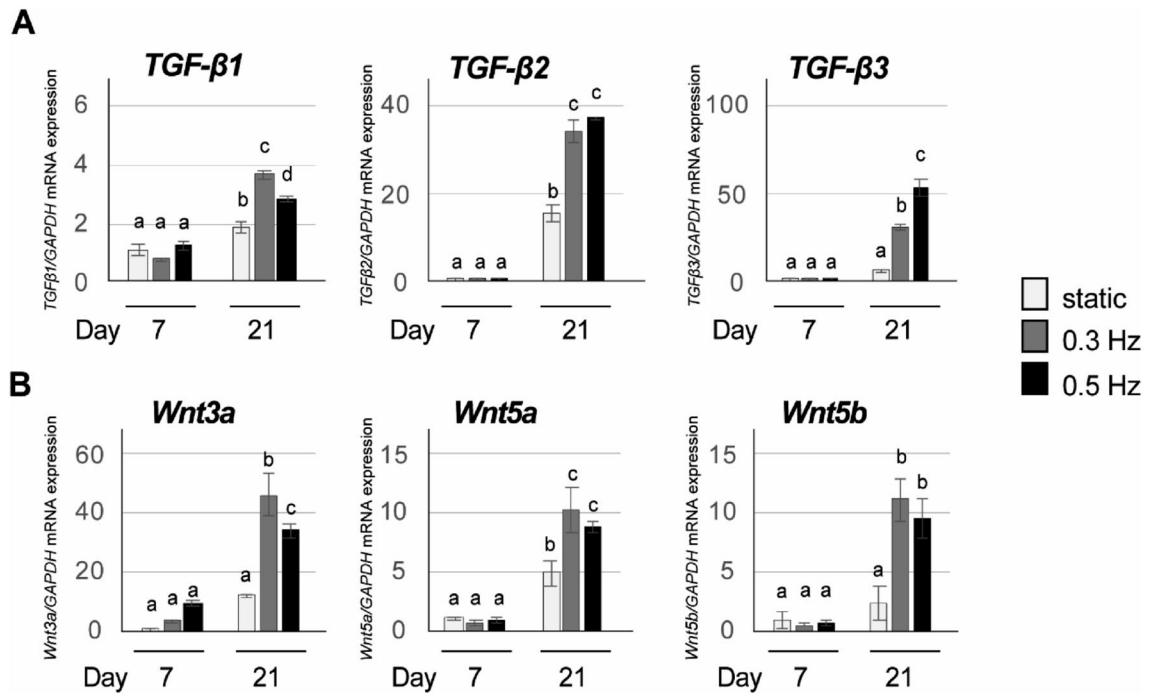 A
TGF-β1
TGFβ1/GAPDH mRNA expression
6
4
2
0
a a a
b
c
d
Day 7 21
TGF-β2
TGFβ2/GAPDH mRNA expression
40
20
0
a a a
b
c
c
Day 7 21
TGF-β3
TGFβ3/GAPDH mRNA expression
100
50
0
a a a
a
b
c
Day 7 21
static
0.3 Hz
0.5 Hz
B
Wnt3a
Wnt3a/GAPDH mRNA expression
60
40
20
0
a a a
a
b
c
Day 7 21
Wnt5a
Wnt5a/GAPDH mRNA expression
15
10
5
0
a a a
b
c
c
Day 7 21
Wnt5b
Wnt5b/GAPDH mRNA expression
15
10
5
0
a a a
a
b
b
Day 7 21